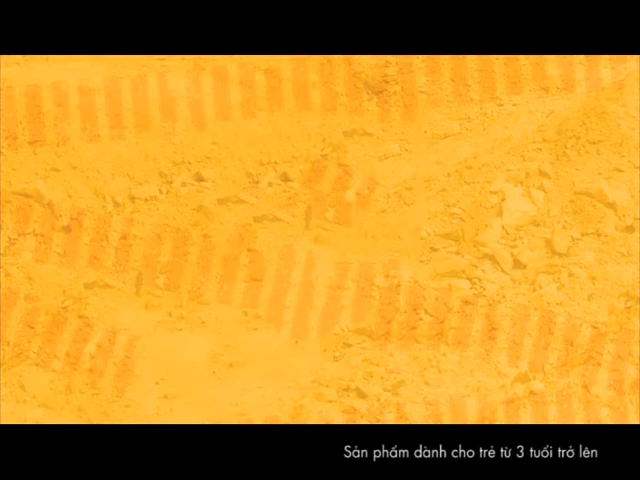 Sản phẩm dành cho trẻ từ 3 tuổi trở lên